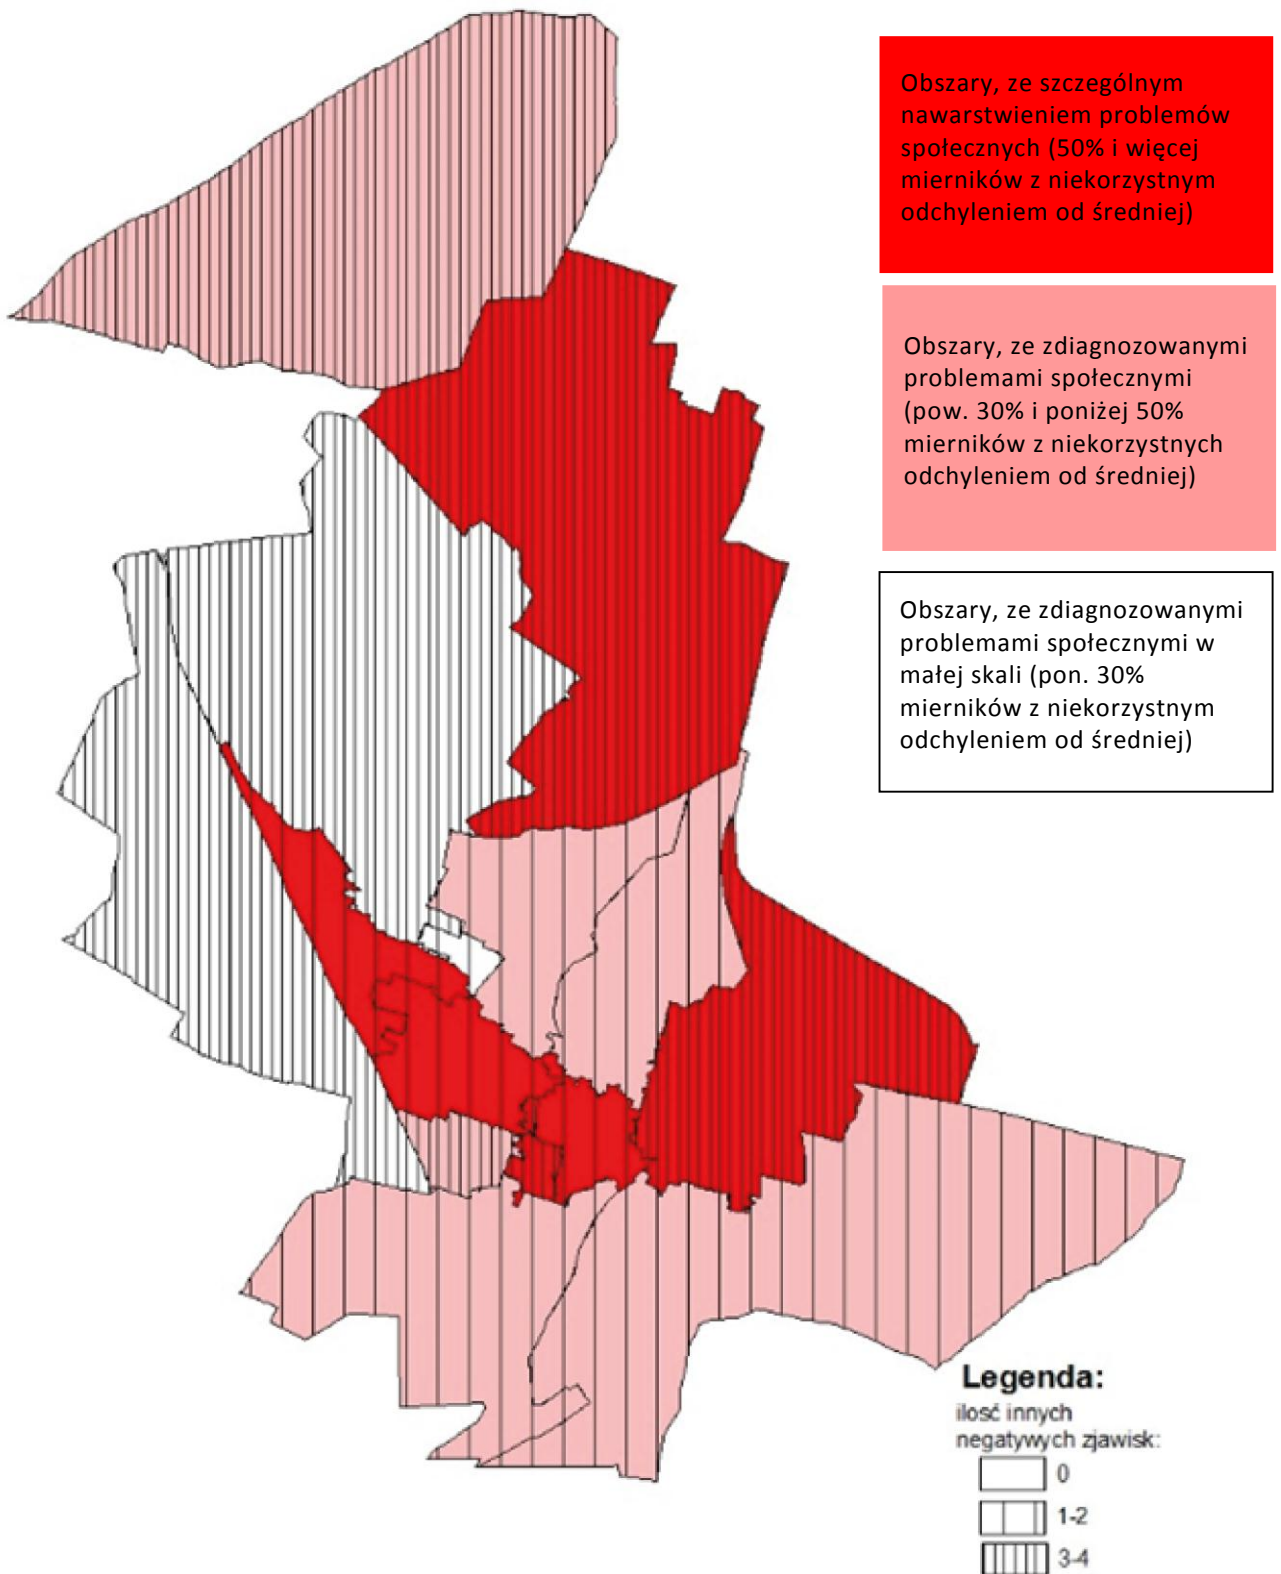 Obszary, ze szczególnym
nawarstwieniem problemów
społecznych (50% i więcej
mierników z niekorzystnym
odchyleniem od średniej)
Obszary, ze zdiagnozowanymi
problemami społecznymi
(pow. 30% i poniżej 50%
mierników z niekorzystnych
odchyleniem od średniej)
Obszary, ze zdiagnozowanymi
problemami społecznymi w
małej skali (pon. 30%
mierników z niekorzystnym
odchyleniem od średniej)
Legenda:
ilosć innych
negatywych zjawisk:
0
1-2
3-4